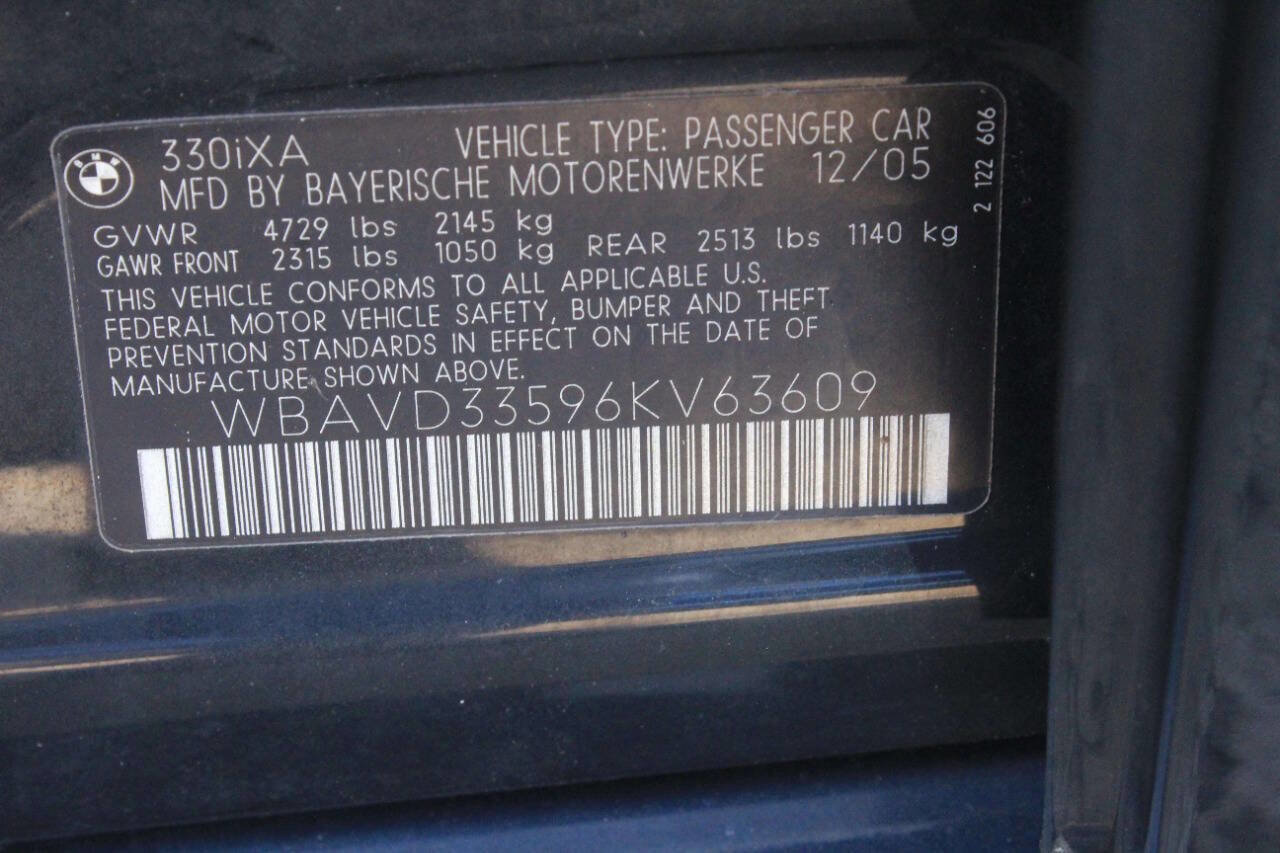 BMW
330iXA VEHICLE TYPE: PASSENGER CAR
MFD BY BAYERISCHE MOTORENWERKE 12/05
GVWR 4729 lbs 2145 kg
GAWR FRONT 2315 lbs 1050 kg REAR 2513 lbs 1140 kg
THIS VEHICLE CONFORMS TO ALL APPLICABLE U.S.
FEDERAL MOTOR VEHICLE SAFETY, BUMPER AND THEFT
PREVENTION STANDARDS IN EFFECT ON THE DATE OF
MANUFACTURE SHOWN ABOVE.
WBAVD33596KV63609
2 122 606